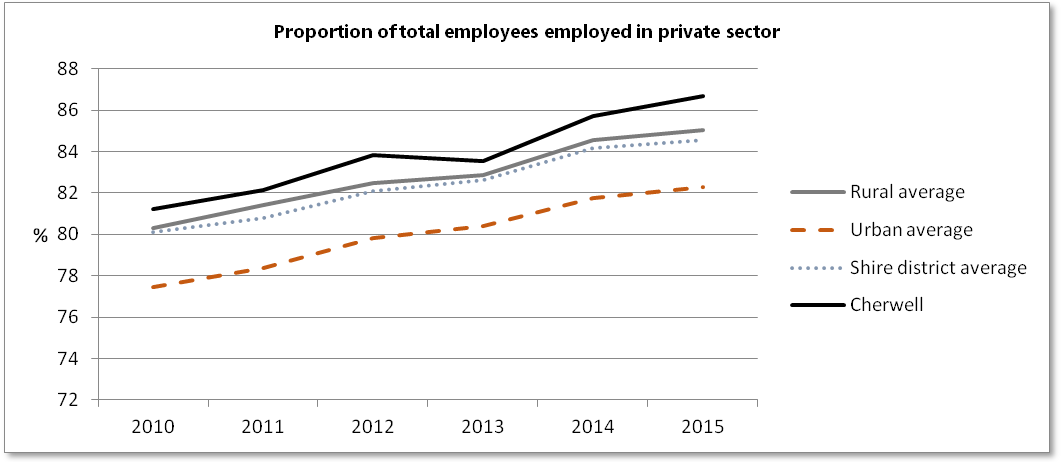 Proportion of total employees employed in private sector
88
86
84
82
80
78
76
74
72
%
2010 2011 2012 2013 2014 2015
Rural average
Urban average
Shire district average
Cherwell